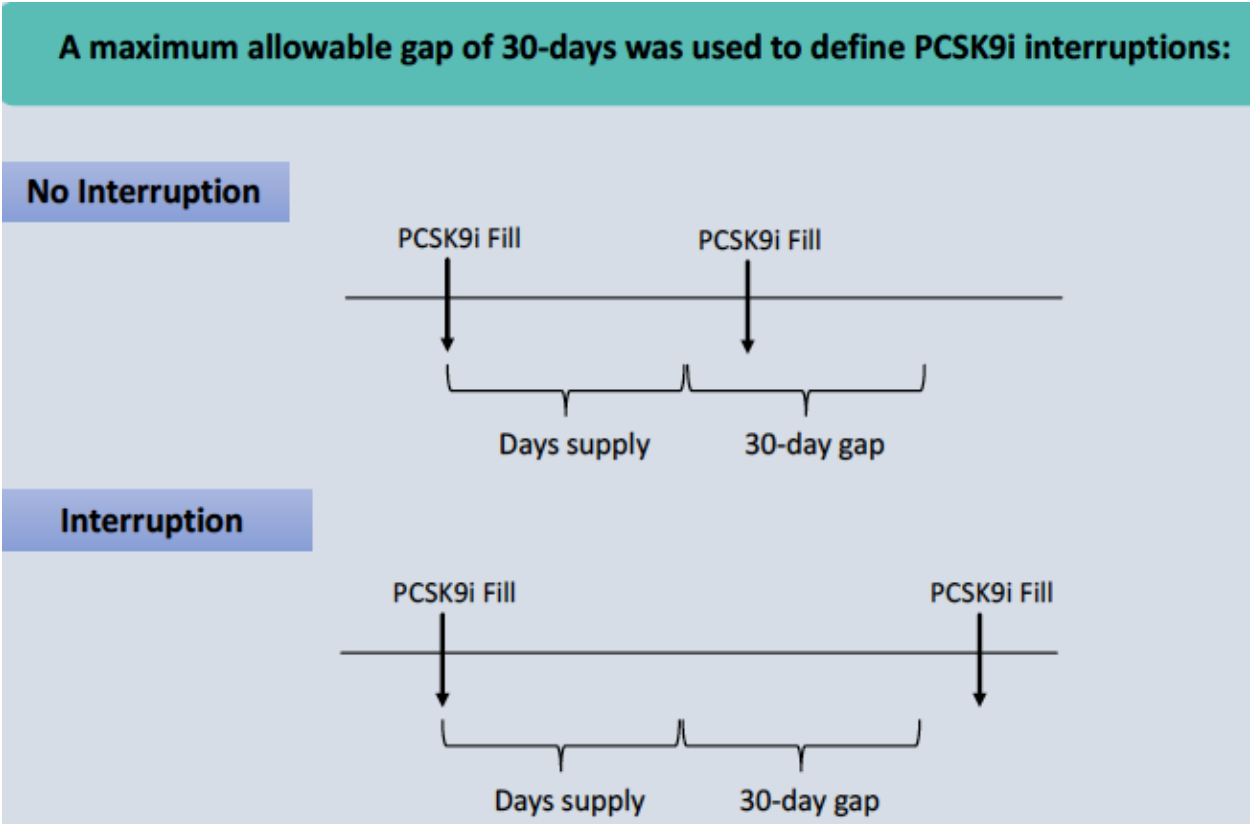 A maximum allowable gap of 30-days was used to define PCSK9i interruptions:
No Interruption
PCSK9i Fill PCSK9i Fill
Days supply 30-day gap
Interruption
PCSK9i Fill PCSK9i Fill
Days supply 30-day gap